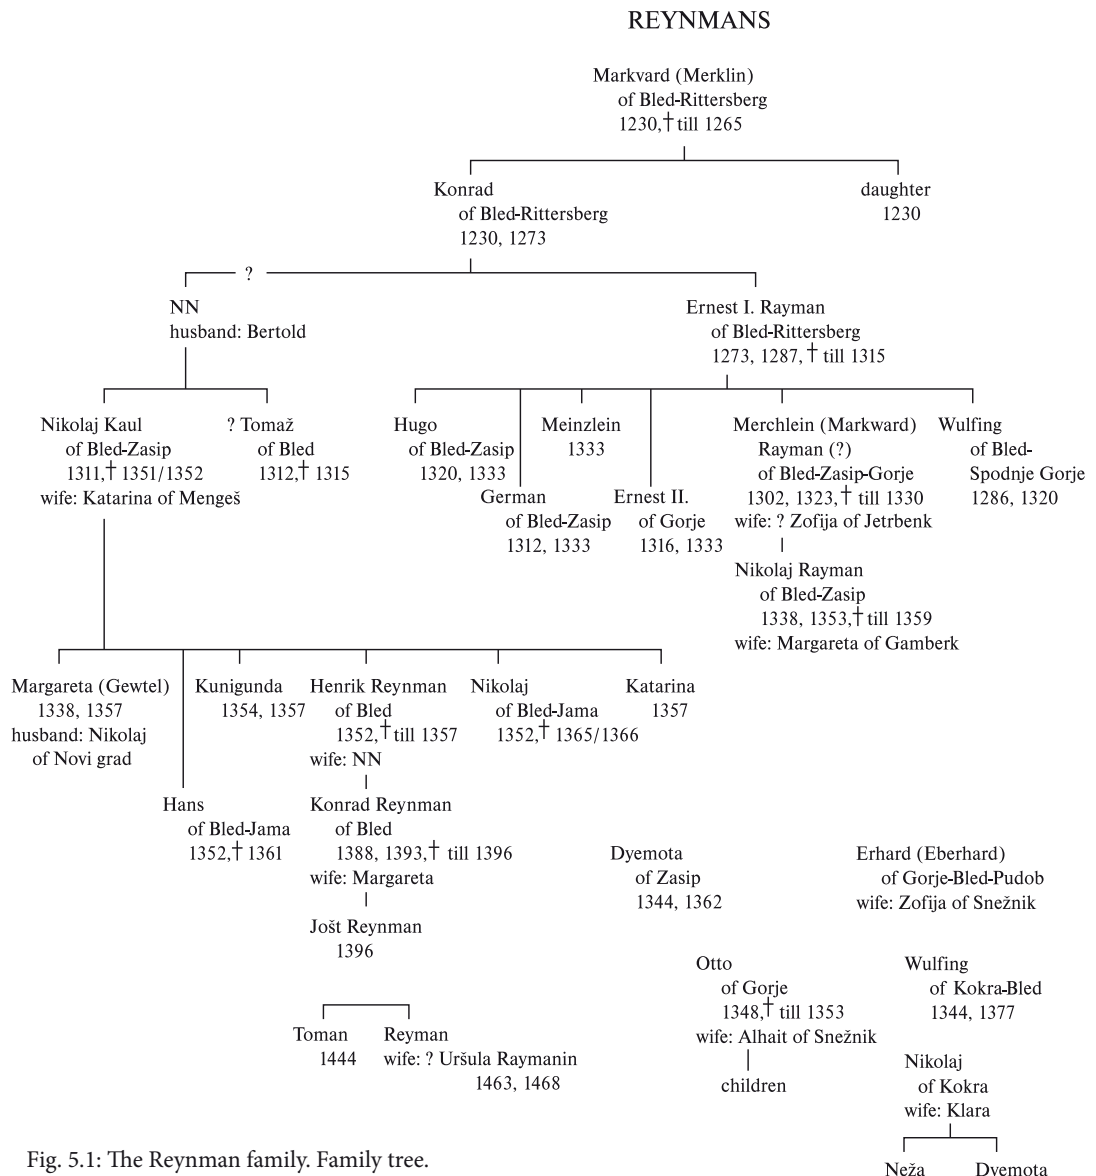 REYNMANS
Markvard (Merklin)
of Bled-Rittersberg
1230,† till 1265
Konrad
of Bled-Rittersberg
1230, 1273
daughter
1230
?
NN
husband: Bertold
Ernest I. Rayman
of Bled-Rittersberg
1273, 1287,† till 1315
Nikolaj Kaul
of Bled-Zasip
1311,† 1351/1352
wife: Katarina of Mengeš
? Tomaž
of Bled
1312,† 1315
Hugo
of Bled-Zasip
1320, 1333
German
of Bled-Zasip
1312, 1333
Meinzlein
1333
Ernest II.
of Gorje
1316, 1333
Merchlein (Markward)
Rayman (?)
of Bled-Zasip-Gorje
1302, 1323,† till 1330
wife: ? Zofija of Jetrbenk
Wulfing
of Bled-
Spodnje Gorje
1286, 1320
Nikolaj Rayman
of Bled-Zasip
1338, 1353,† till 1359
wife: Margareta of Gamberk
Margareta (Gewtel)
1338, 1357
husband: Nikolaj
of Novi grad
Kunigunda
1354, 1357
Henrik Reynman
of Bled
1352,† till 1357
wife: NN
Nikolaj
of Bled-Jama
1352,† 1365/1366
Katarina
1357
Hans
of Bled-Jama
1352,† 1361
Konrad Reynman
of Bled
1388, 1393,† till 1396
wife: Margareta
Jošt Reynman
1396
Dyemota
of Zasip
1344, 1362
Erhard (Eberhard)
of Gorje-Bled-Pudob
wife: Zofija of Snežnik
Otto
of Gorje
1348,† till 1353
wife: Alhait of Snežnik
children
Wulfing
of Kokra-Bled
1344, 1377
Nikolaj
of Kokra
wife: Klara
Neža
Dyemota
Toman
1444
Reyman
wife: ? Uršula Raymanin
1463, 1468
Fig. 5.1: The Reynman family. Family tree.